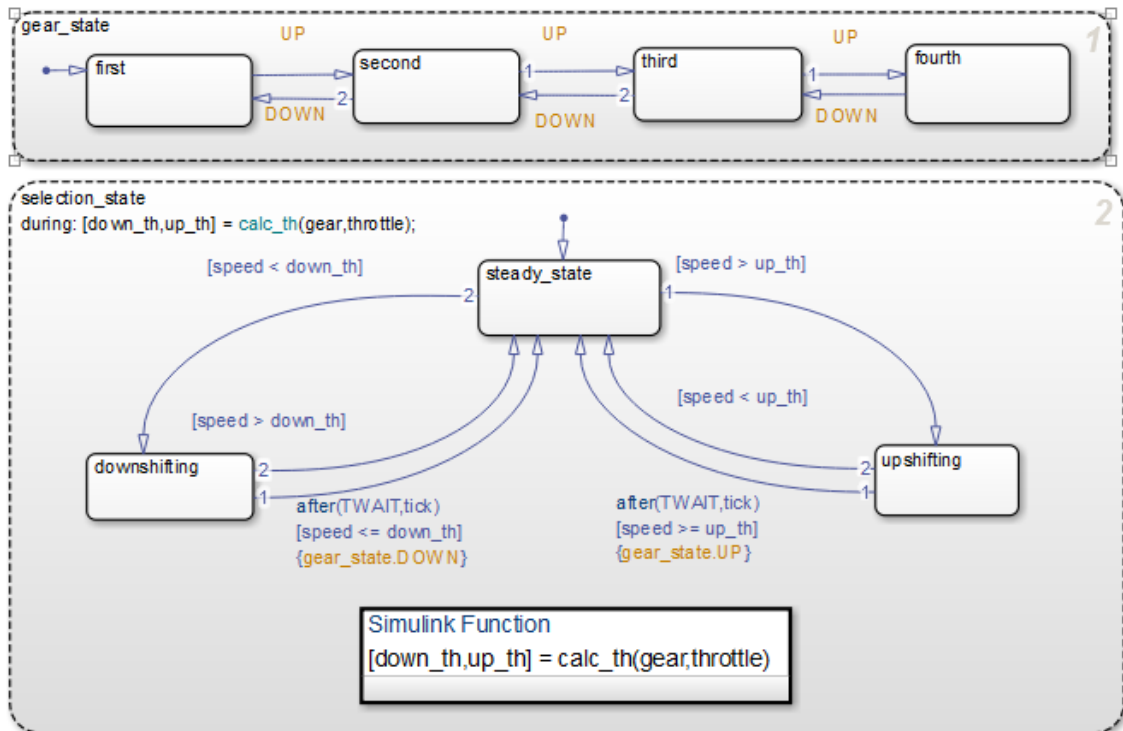 gear_state
1
UP
UP
UP
first
second
third
fourth
1
1
2
2
DOWN
DOWN
DOWN
selection_state
2
during: [down_th,up_th] = calc_th(gear,throttle);
[speed < down_th]
[speed > up_th]
steady_state
2
1
[speed > down_th]
[speed < up_th]
downshifting
upshifting
2
2
1
1
after(TWAIT,tick)
[speed <= down_th]
{gear_state.DOWN}
after(TWAIT,tick)
[speed >= up_th]
{gear_state.UP}
Simulink Function
[down_th,up_th] = calc_th(gear,throttle)